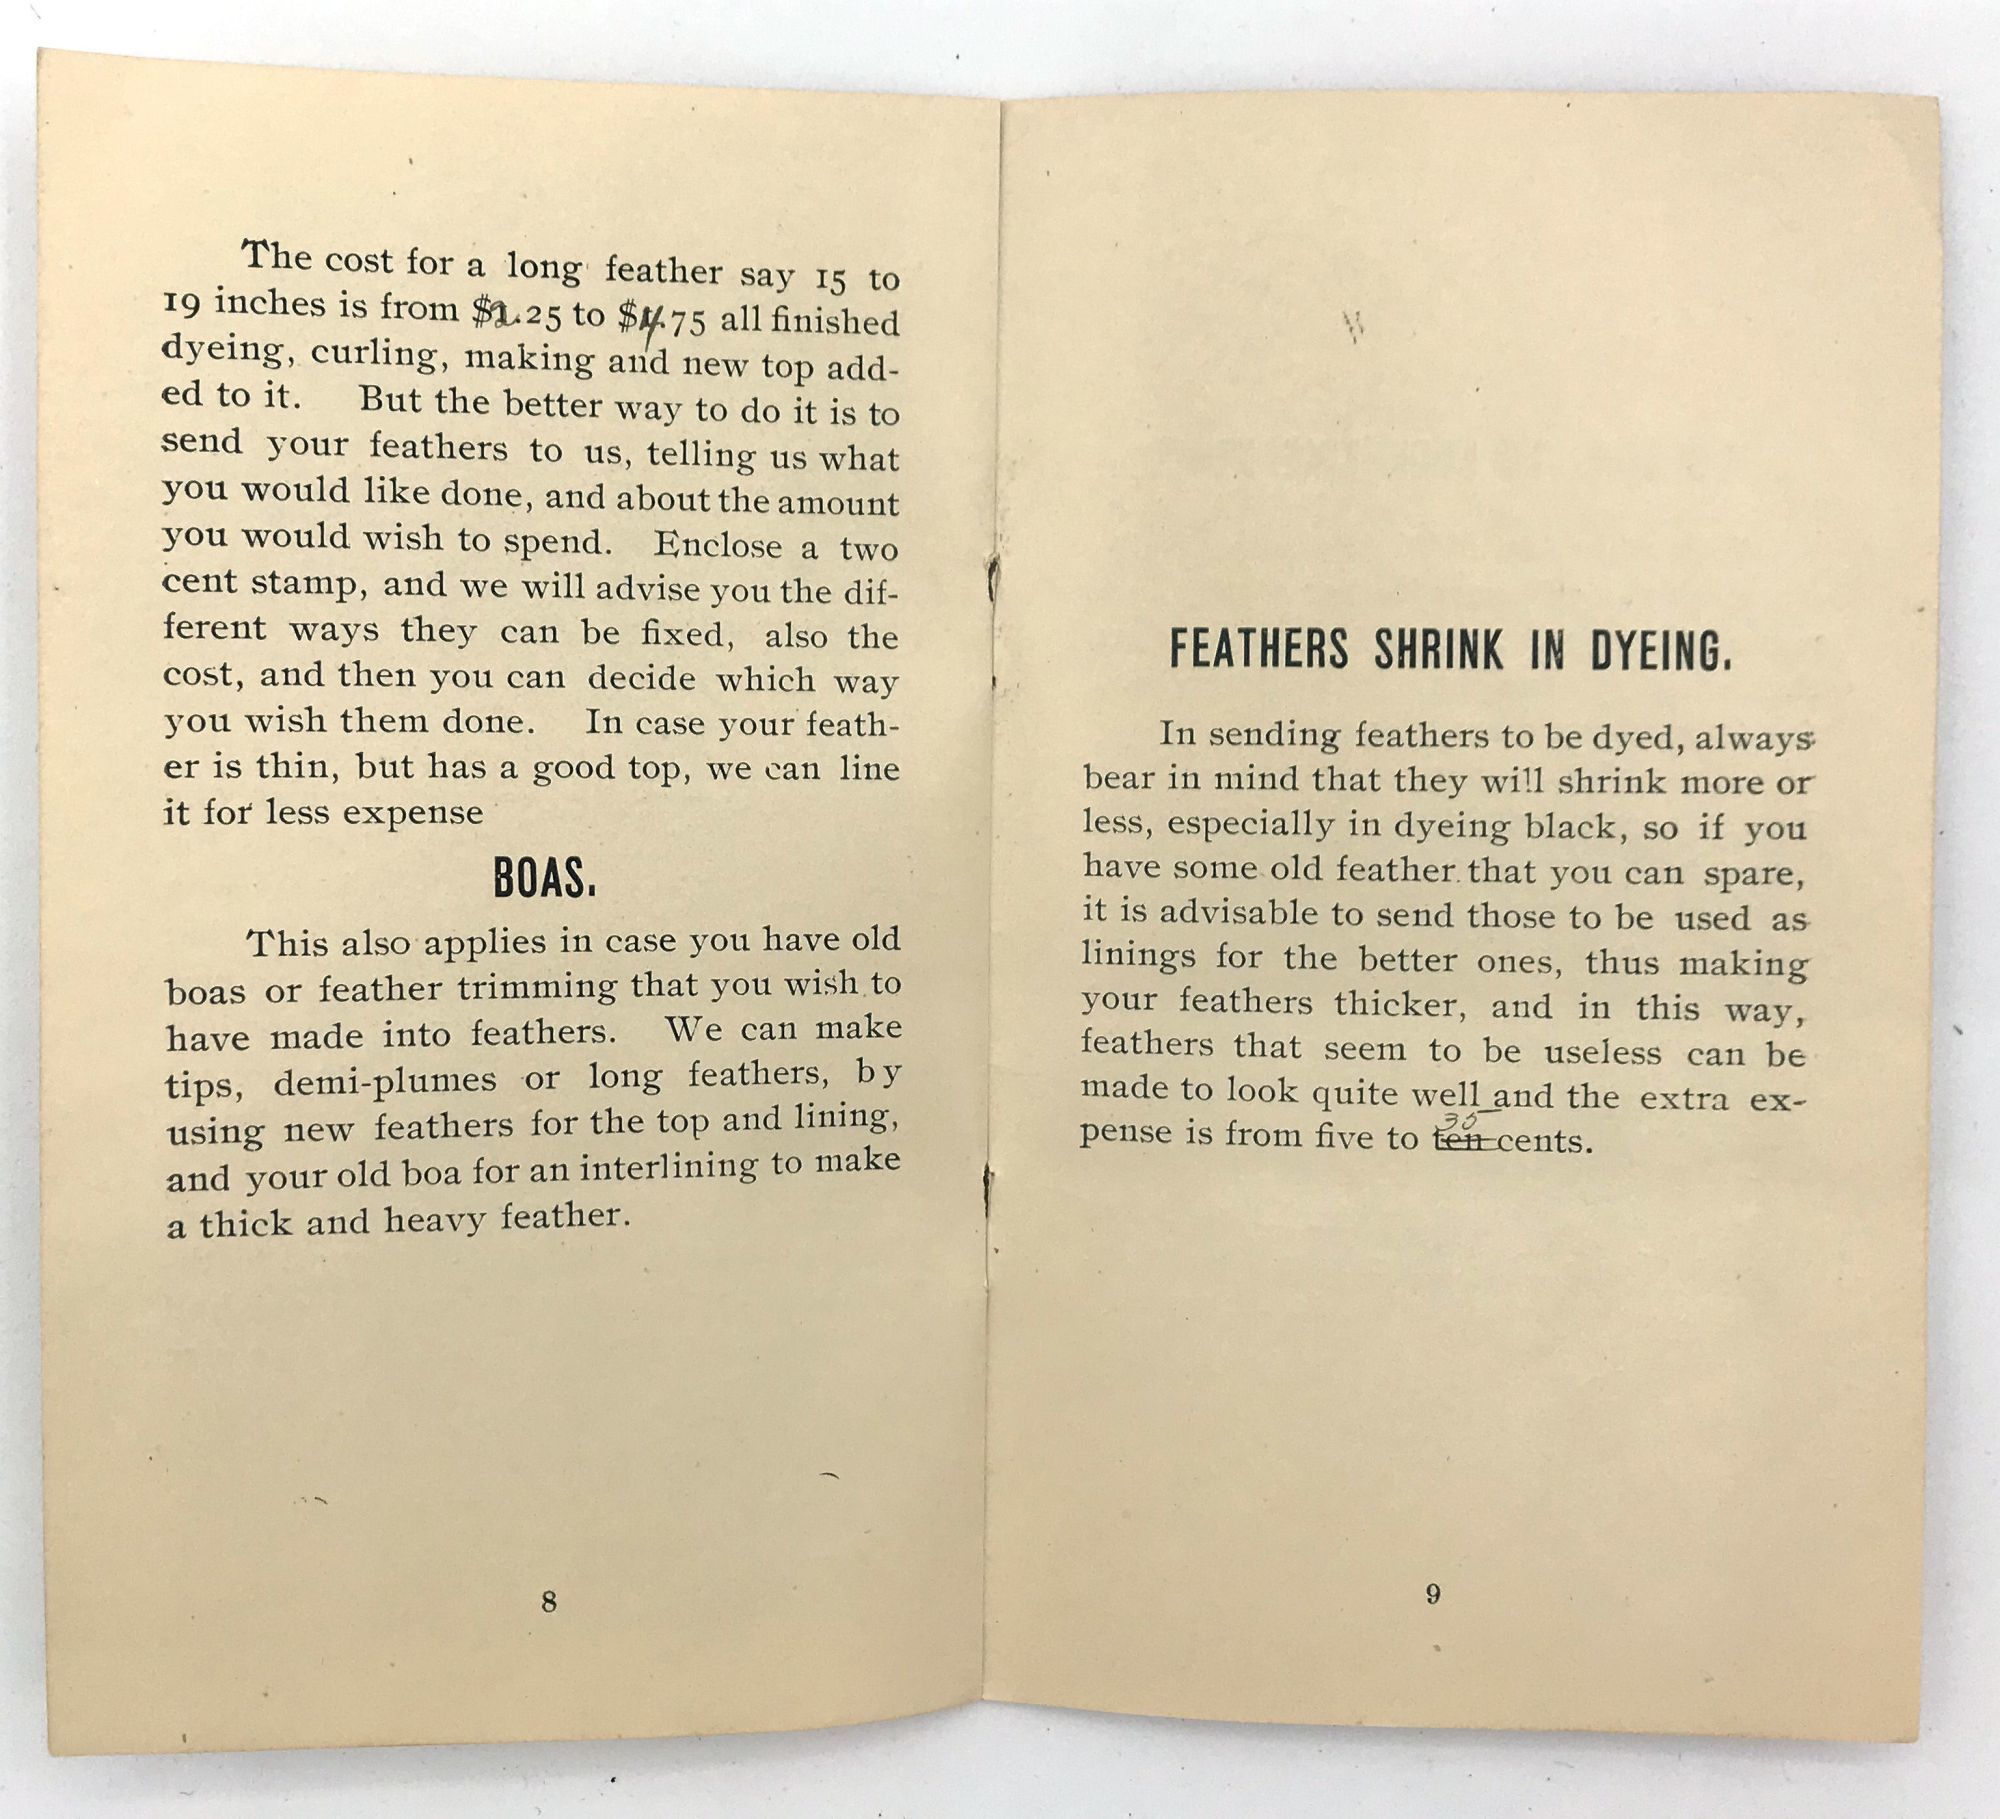 The cost for a long feather say 15 to
19 inches is from $2.25 to $4.75 all finished
dyeing, curling, making and new top add-
ed to it. But the better way to do it is to
send your feathers to us, telling us what
you would like done, and about the amount
you would wish to spend. Enclose a two
cent stamp, and we will advise you the dif-
ferent ways they can be fixed, also the
cost, and then you can decide which way
you wish them done. In case your feath-
er is thin, but has a good top, we can line
it for less expense
BOAS.
This also applies in case you have old
boas or feather trimming that you wish to
have made into feathers. We can make
tips, demi-plumes or long feathers, by
using new feathers for the top and lining,
and your old boa for an interlining to make
a thick and heavy feather.
8
FEATHERS SHRINK IN DYEING.
In sending feathers to be dyed, always
bear in mind that they will shrink more or
less, especially in dyeing black, so if you
have some old feather that you can spare,
it is advisable to send those to be used as
linings for the better ones, thus making
your feathers thicker, and in this way,
feathers that seem to be useless can be
made to look quite well and the extra ex-
pense is from five to ten cents.
9